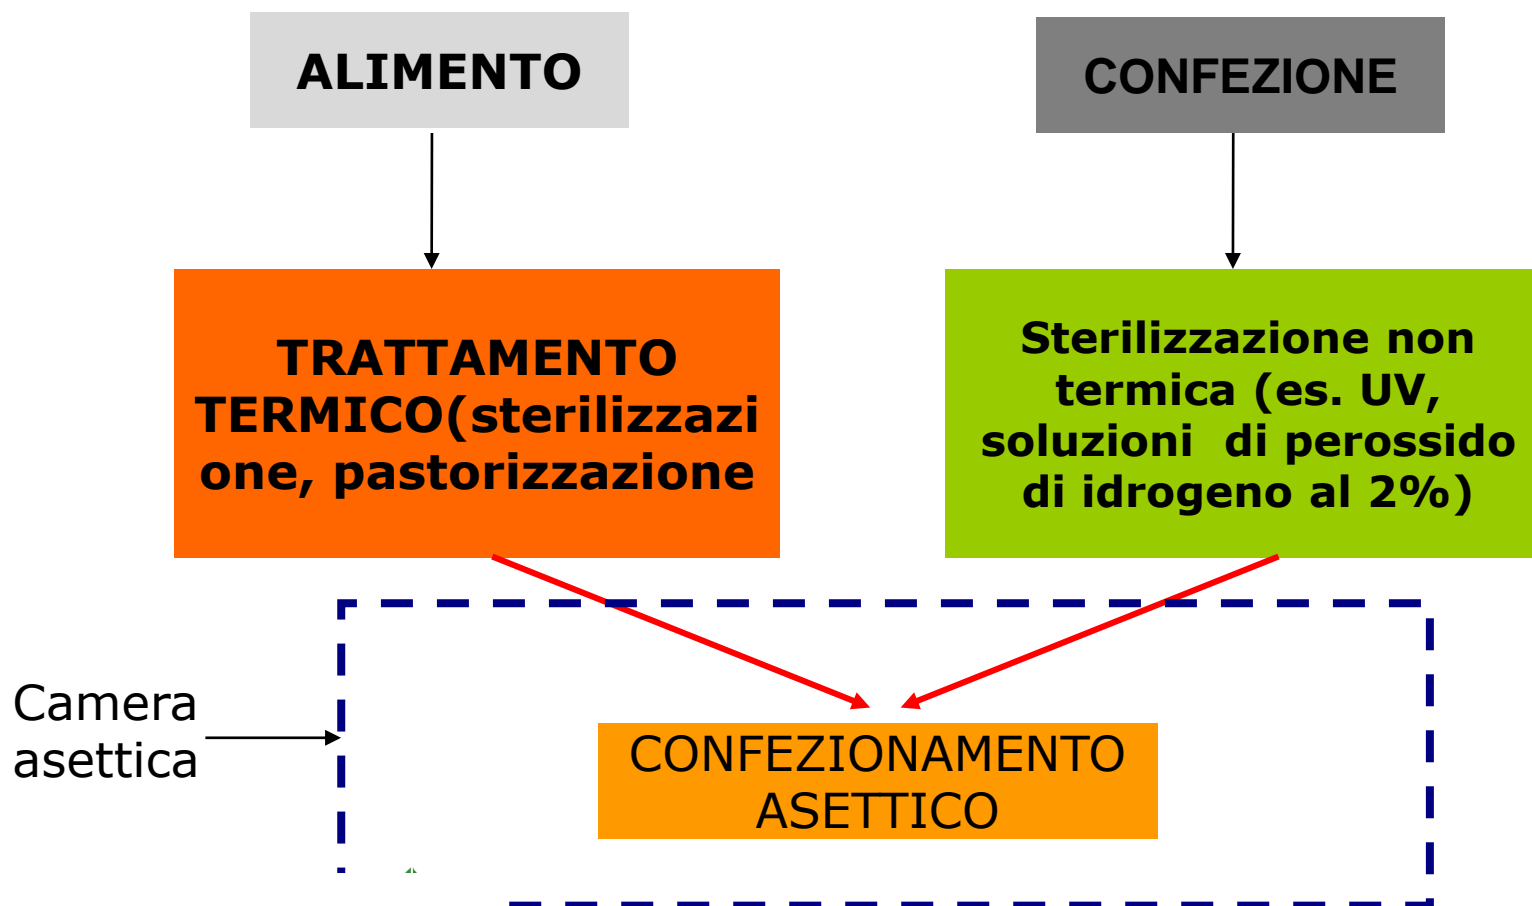 ALIMENTO
CONFEZIONE
TRATTAMENTO
TERMICO(sterilizzazi
one, pastorizzazione
Sterilizzazione non
termica (es. UV,
soluzioni  di perossido
di idrogeno al 2%)
Camera
asettica
CONFEZIONAMENTO
ASETTICO